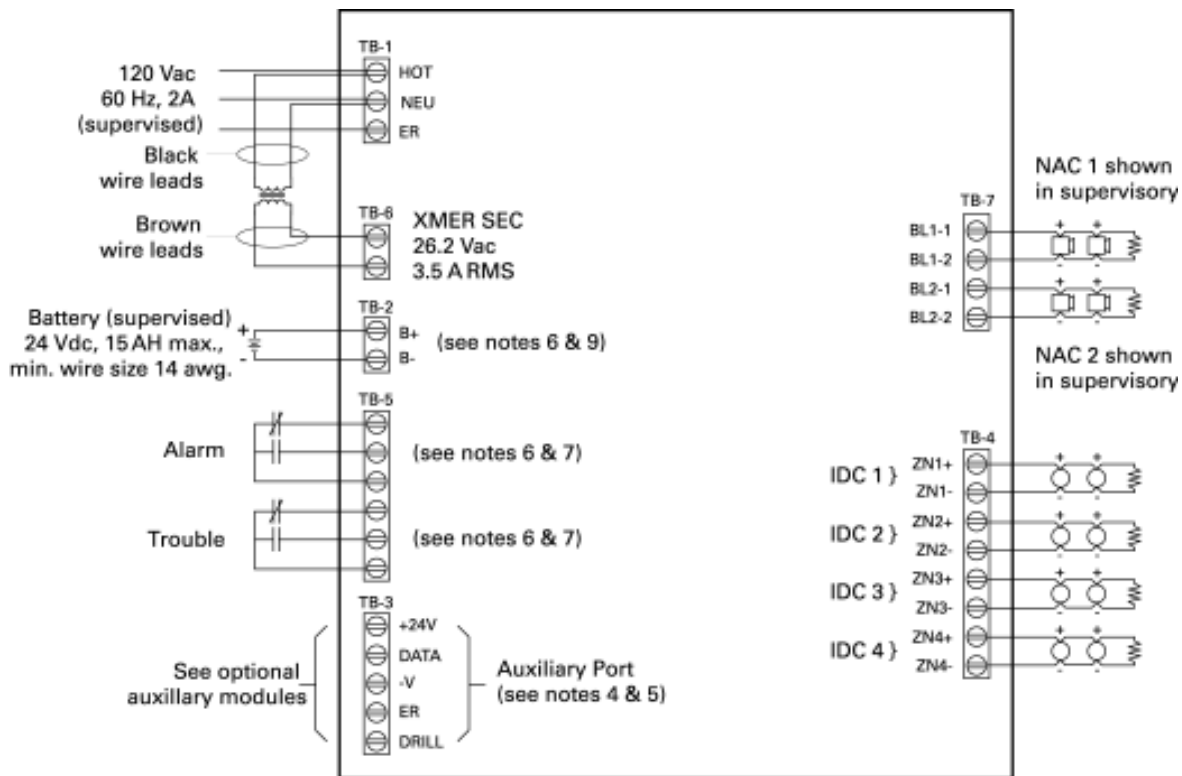 TB-1
120 Vac
60 Hz, 2A
(supervised)
HOT
NEU
ER
Black
wire leads
Brown
wire leads
TB-6
XMER SEC
26.2 Vac
3.5 A RMS
TB-2
Battery (supervised)
24 Vdc, 15 AH max.,
min. wire size 14 awg.
+
-
B+
B-
(see notes 6 & 9)
TB-5
Alarm
(see notes 6 & 7)
Trouble
(see notes 6 & 7)
TB-3
+24V
DATA
-V
ER
DRILL
See optional
auxillary modules
Auxiliary Port
(see notes 4 & 5)
NAC 1 shown
in supervisory
TB-7
BL1-1
BL1-2
BL2-1
BL2-2
+ +
- -
+ +
- -
NAC 2 shown
in supervisory
TB-4
IDC 1 }
ZN1+
ZN1-
+ +
- -
IDC 2 }
ZN2+
ZN2-
+ +
- -
IDC 3 }
ZN3+
ZN3-
+ +
- -
IDC 4 }
ZN4+
ZN4-
+ +
- -